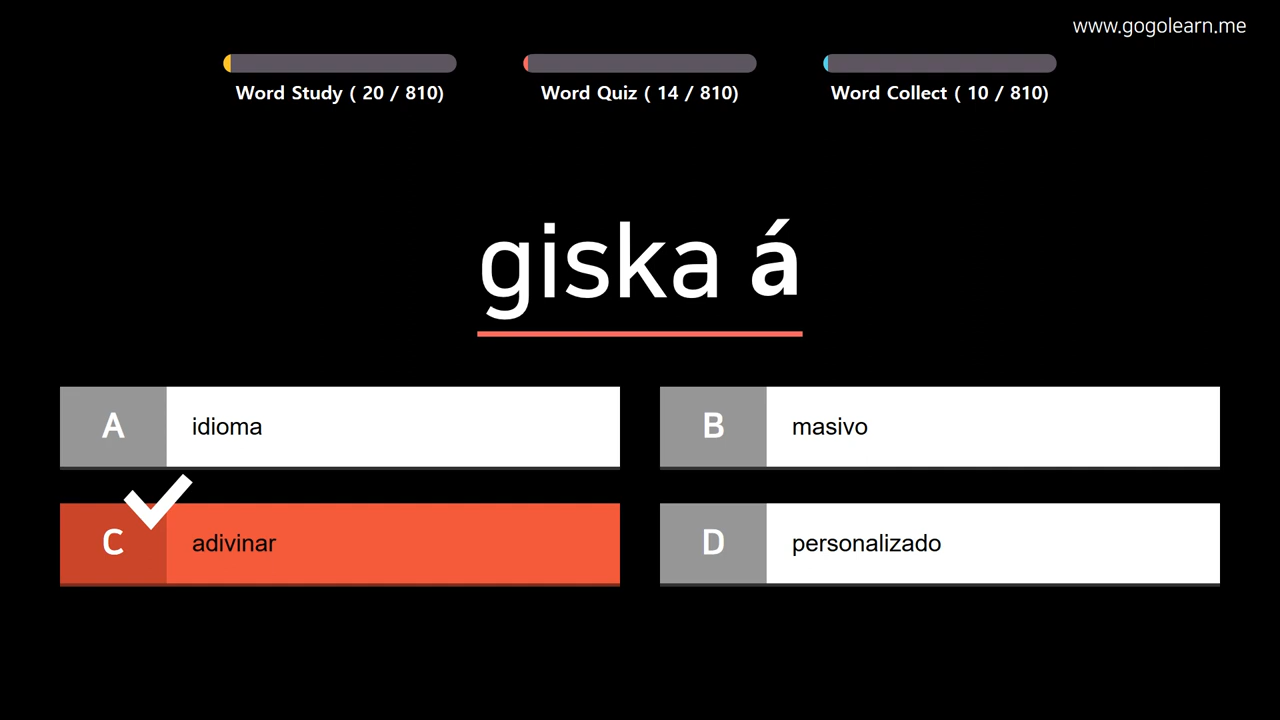 www.gogolearn.me
Word Study ( 20 / 810)
Word Quiz ( 14 / 810)
Word Collect ( 10 / 810)
giska á
A idioma
B masivo
C adivinar
D personalizado